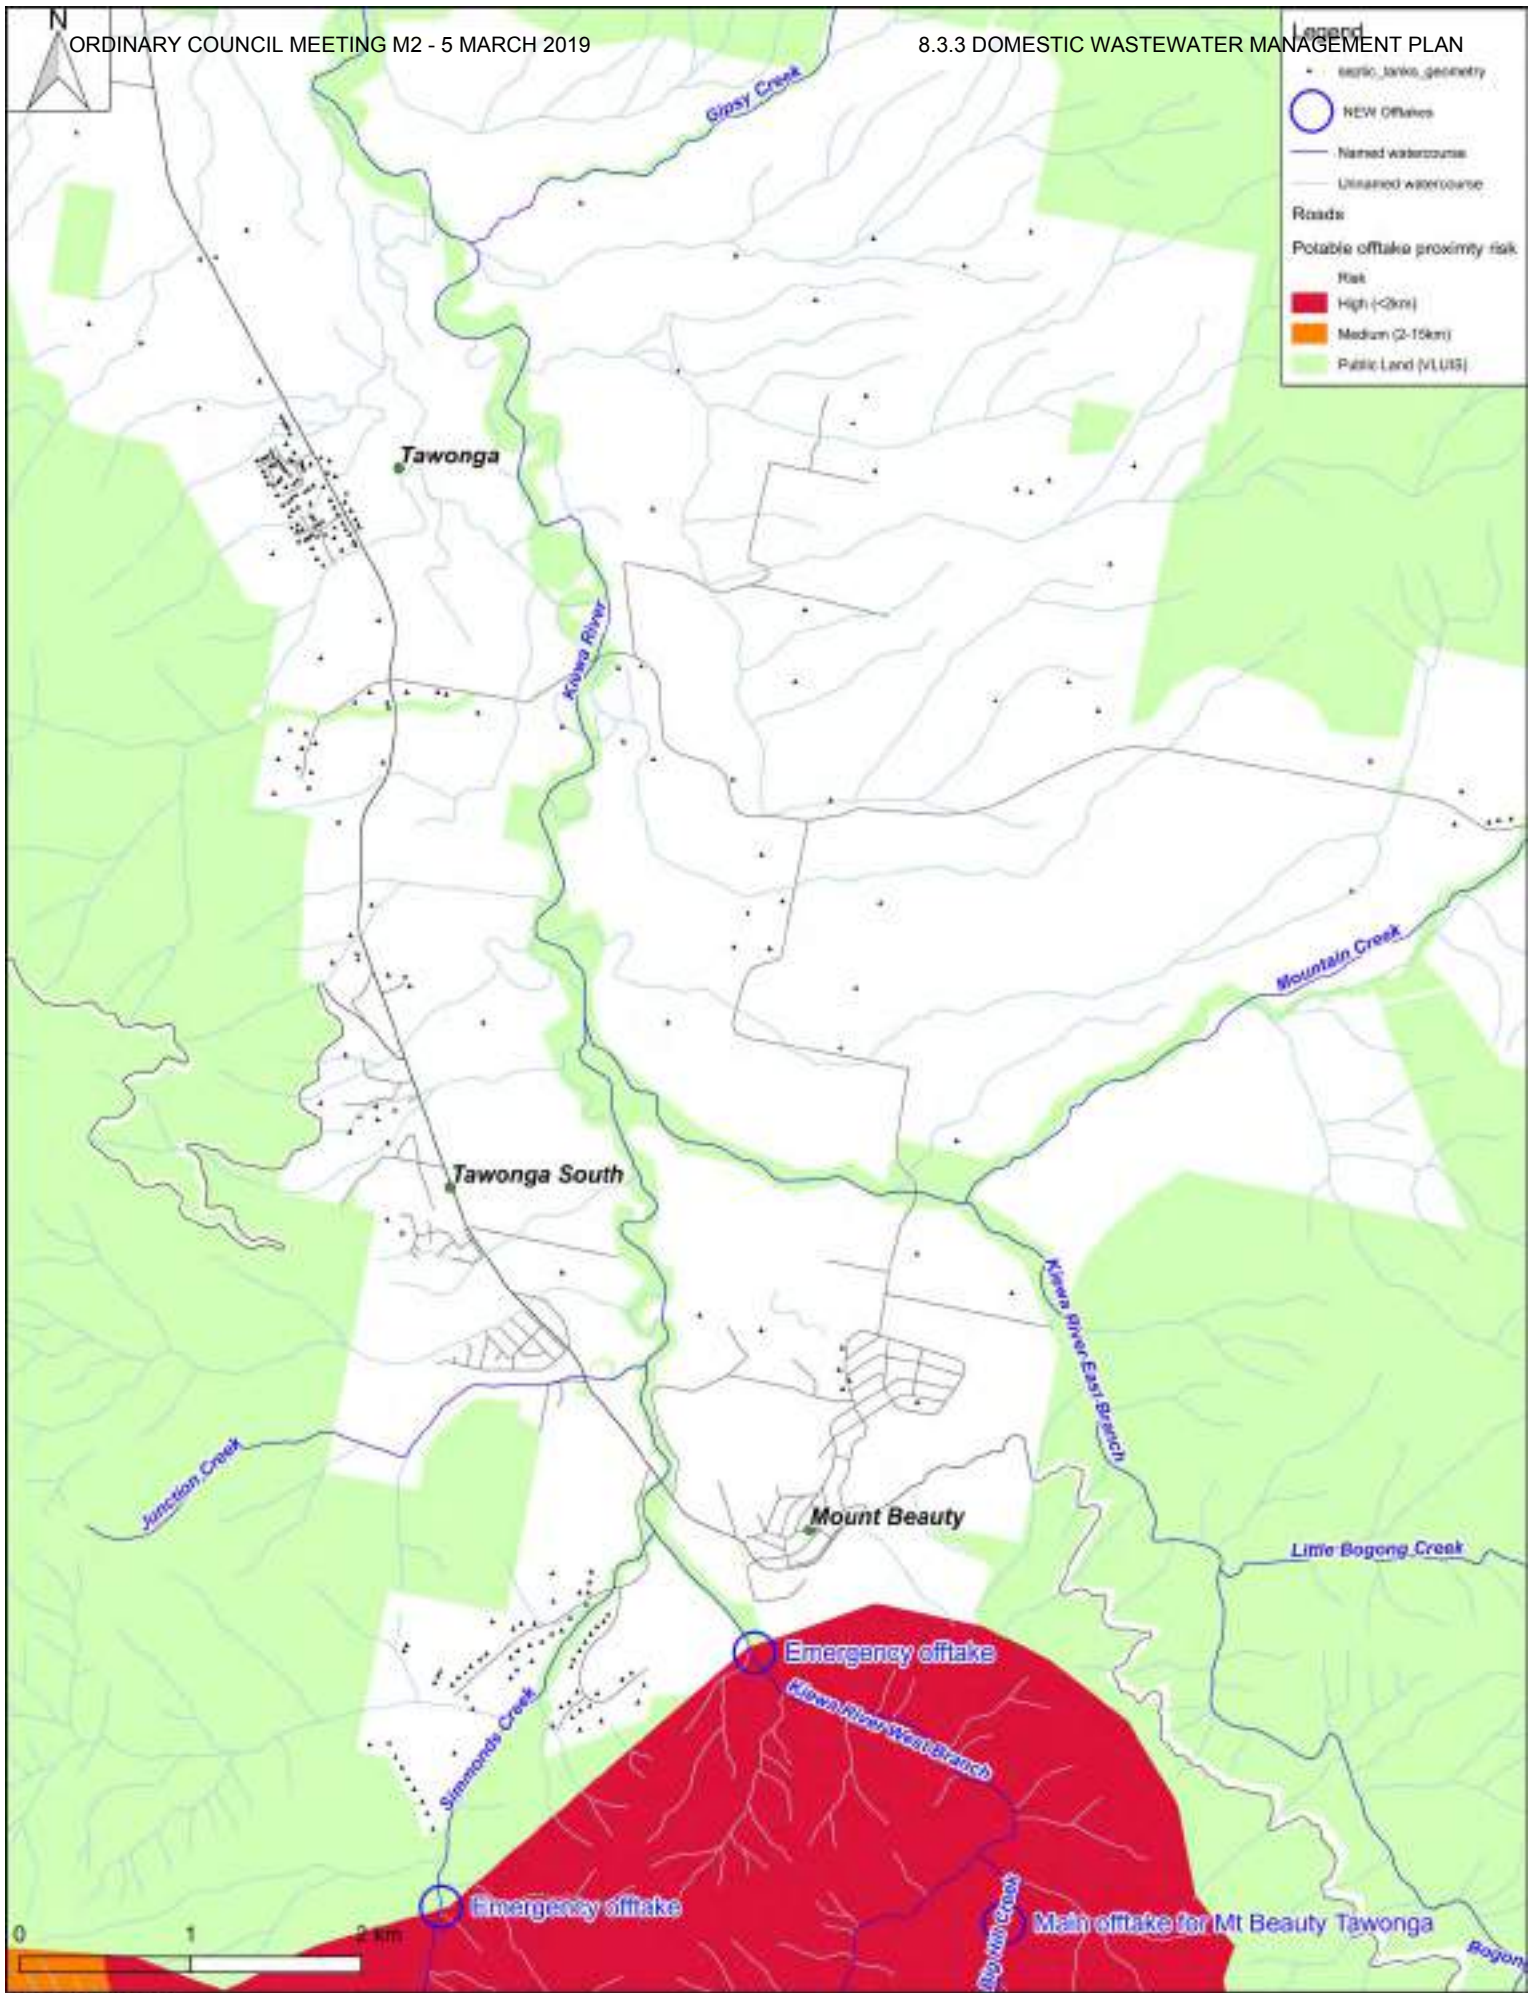 N
ORDINARY COUNCIL MEETING M2 - 5 MARCH 2019
8.3.3 DOMESTIC WASTEWATER MANAGEMENT PLAN
Legend
septic_tanks_geometry
NEW Offtakes
Named watercourse
Unnamed watercourse
Roads
Potable offtake proximity risk
Risk
High (<2km)
Medium (2-15km)
Public Land (VLUIS)
Gipsy Creek
Tawonga
Kiewa River
Mountain Creek
Tawonga South
Kiewa River East Branch
Junction Creek
Mount Beauty
Little Bogong Creek
Emergency offtake
Kiewa River West Branch
Simmonds Creek
Emergency offtake
Big Hill Creek
Main offtake for Mt Beauty Tawonga
Bogong
0 1 2 km